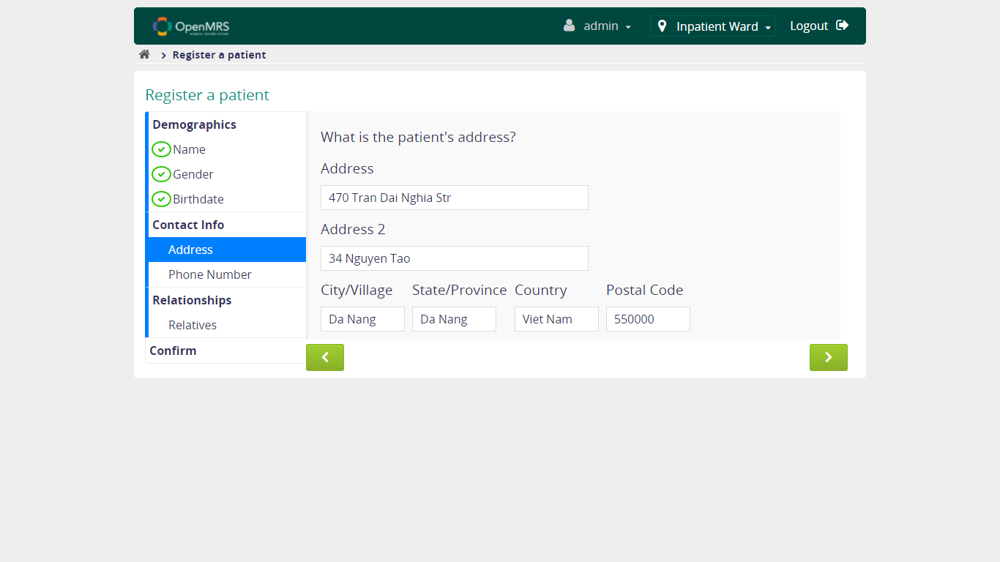 OpenMRS
admin
Inpatient Ward
Logout
Register a patient
Register a patient
Demographics
Name
Gender
Birthdate
Contact Info
Address
Phone Number
Relationships
Relatives
Confirm
What is the patient's address?
Address
470 Tran Dai Nghia Str
Address 2
34 Nguyen Tao
City/Village State/Province Country Postal Code
Da Nang Da Nang Viet Nam 550000